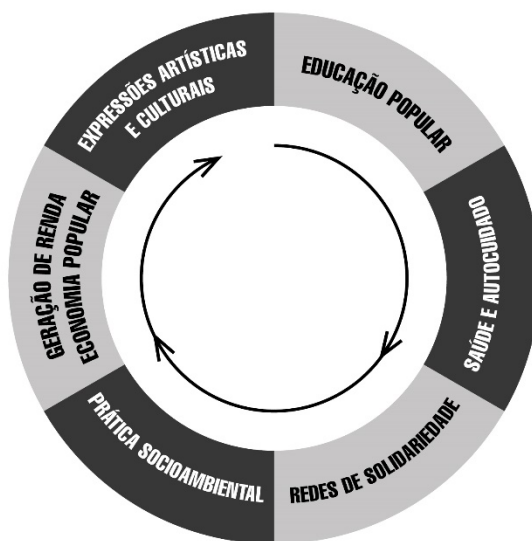 EDUCAÇÃO POPULAR
SAÚDE E AUTOCUIDADO
REDES DE SOLIDARIEDADE
PRÁTICA SOCIOAMBIENTAL
GERAÇÃO DE RENDA
ECONOMIA POPULAR
EXPRESSÕES ARTÍSTICAS
E CULTURAIS